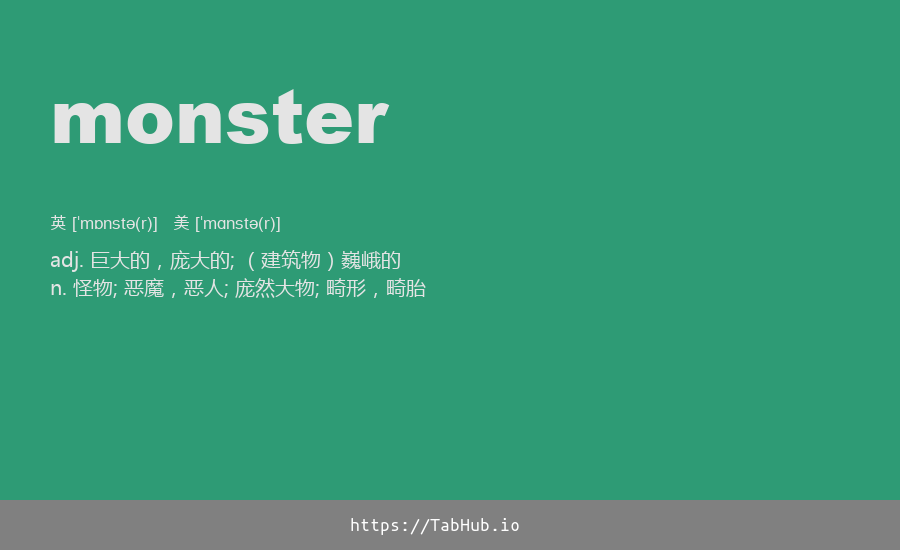 monster
英 [ˈmɒnstə(r)] 美 [ˈmɑnstə(r)]
adj. 巨大的，庞大的; （建筑物）巍峨的
n. 怪物; 恶魔，恶人; 庞然大物; 畸形，畸胎
https://TabHub.io